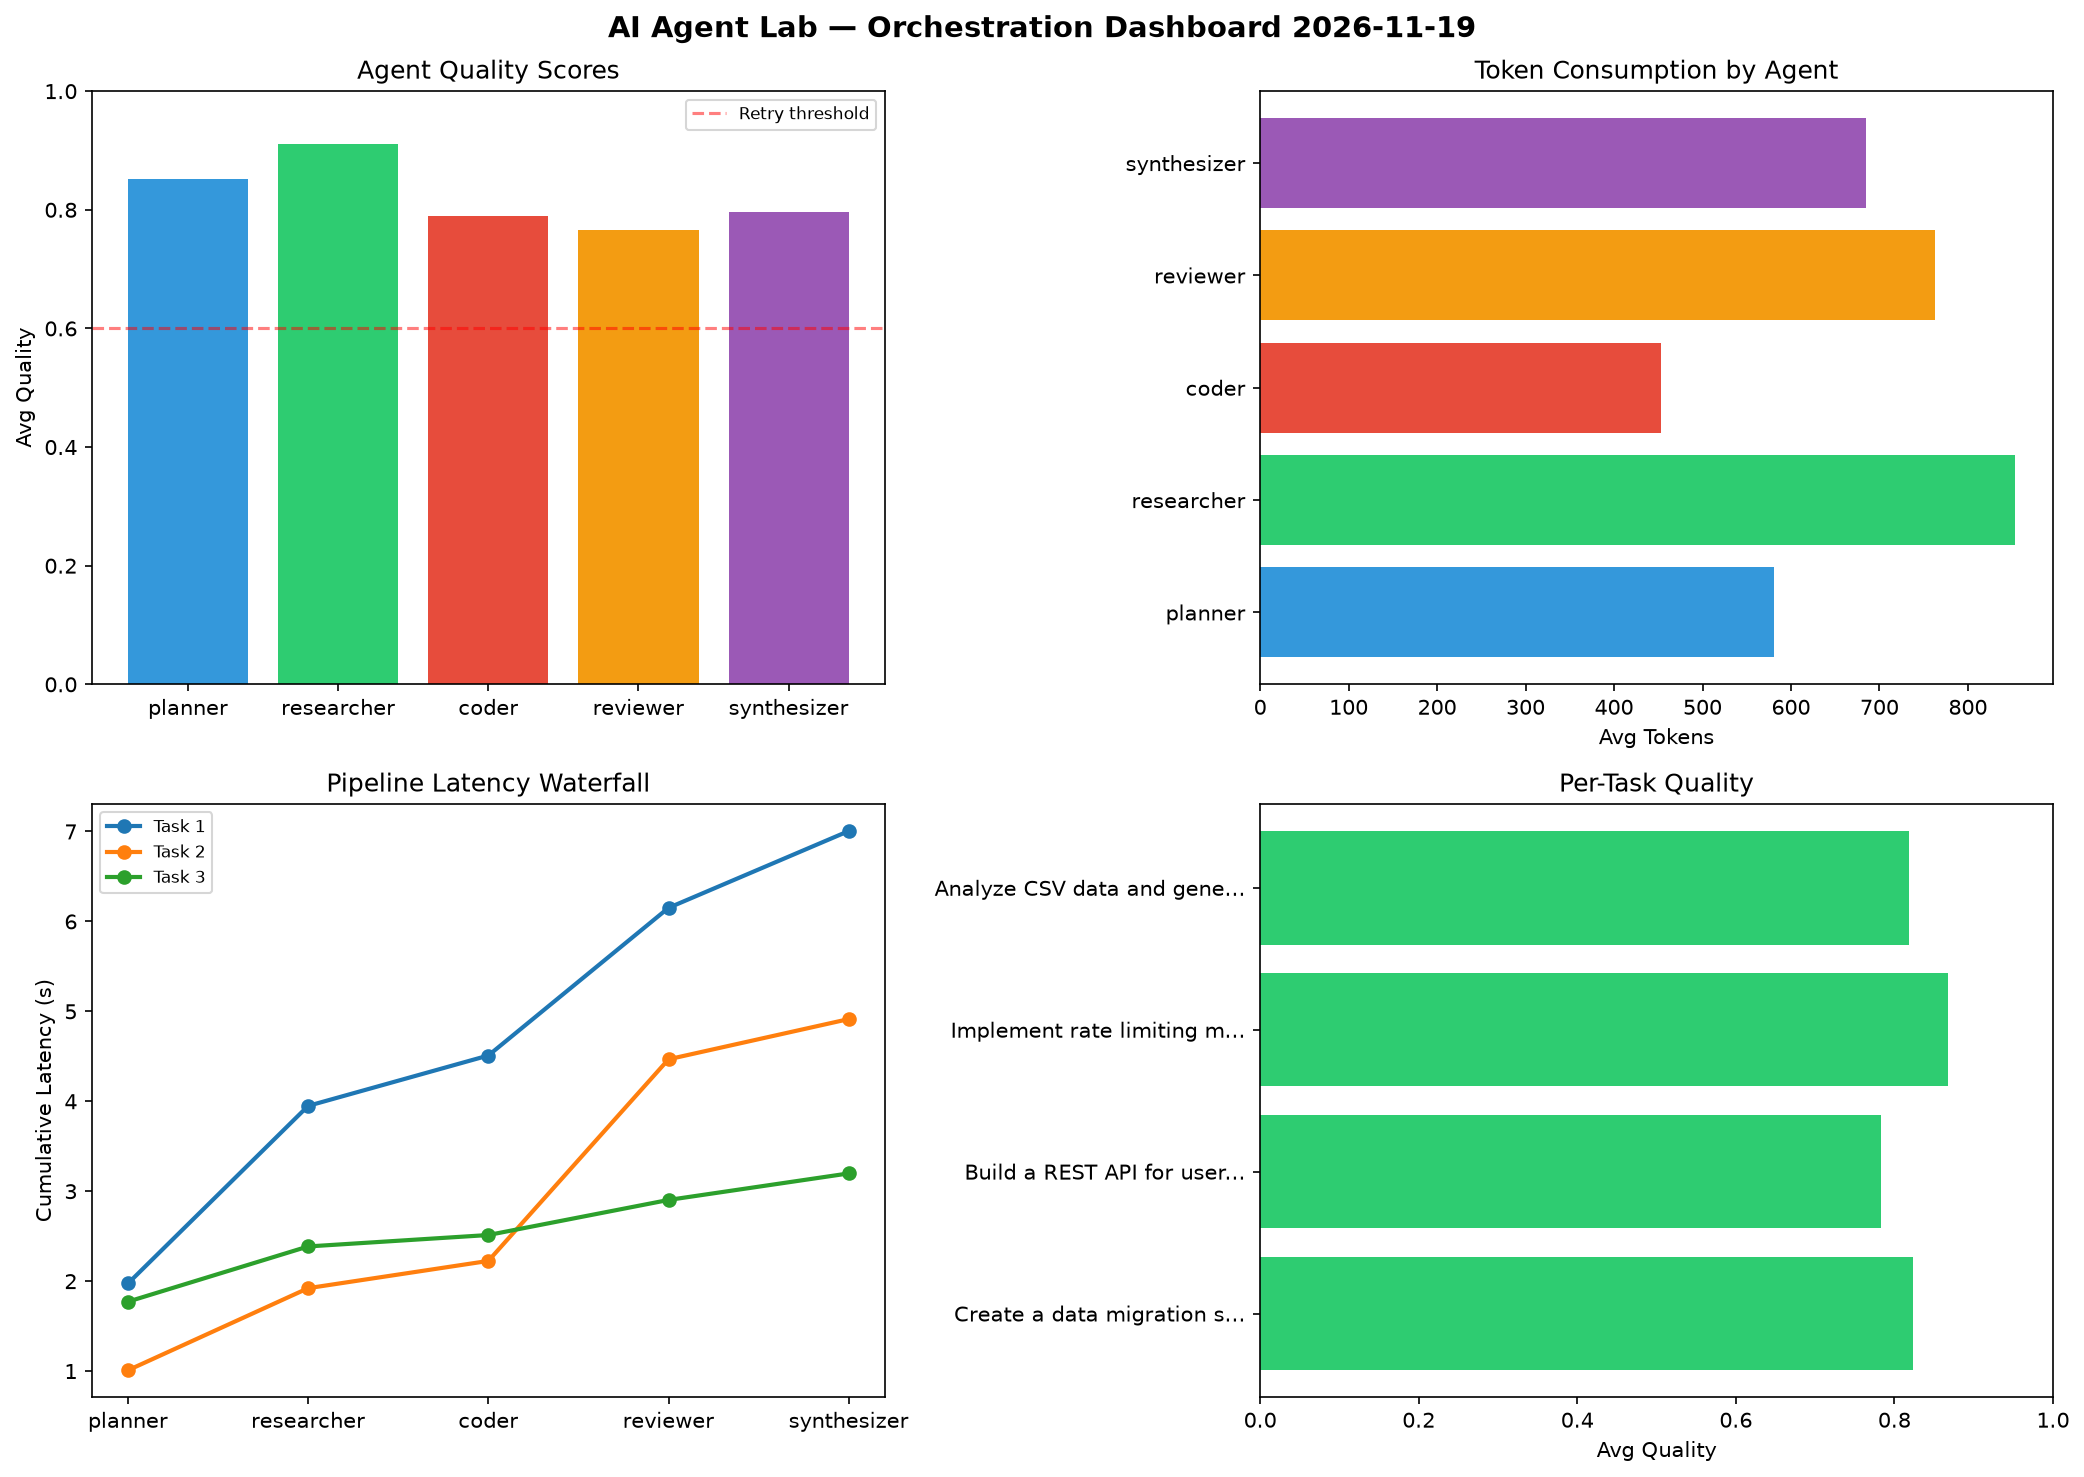 AI Agent Lab — Orchestration Dashboard 2026-11-19
Agent Quality Scores
Avg Quality
1.0
0.8
0.6
0.4
0.2
0.0
Retry threshold
planner researcher coder reviewer synthesizer
Token Consumption by Agent
synthesizer
reviewer
coder
researcher
planner
0 100 200 300 400 500 600 700 800
Avg Tokens
Pipeline Latency Waterfall
Cumulative Latency (s)
7
6
5
4
3
2
1
Task 1
Task 2
Task 3
planner researcher coder reviewer synthesizer
Per-Task Quality
Analyze CSV data and gene...
Implement rate limiting m...
Build a REST API for user...
Create a data migration s...
0.0 0.2 0.4 0.6 0.8 1.0
Avg Quality